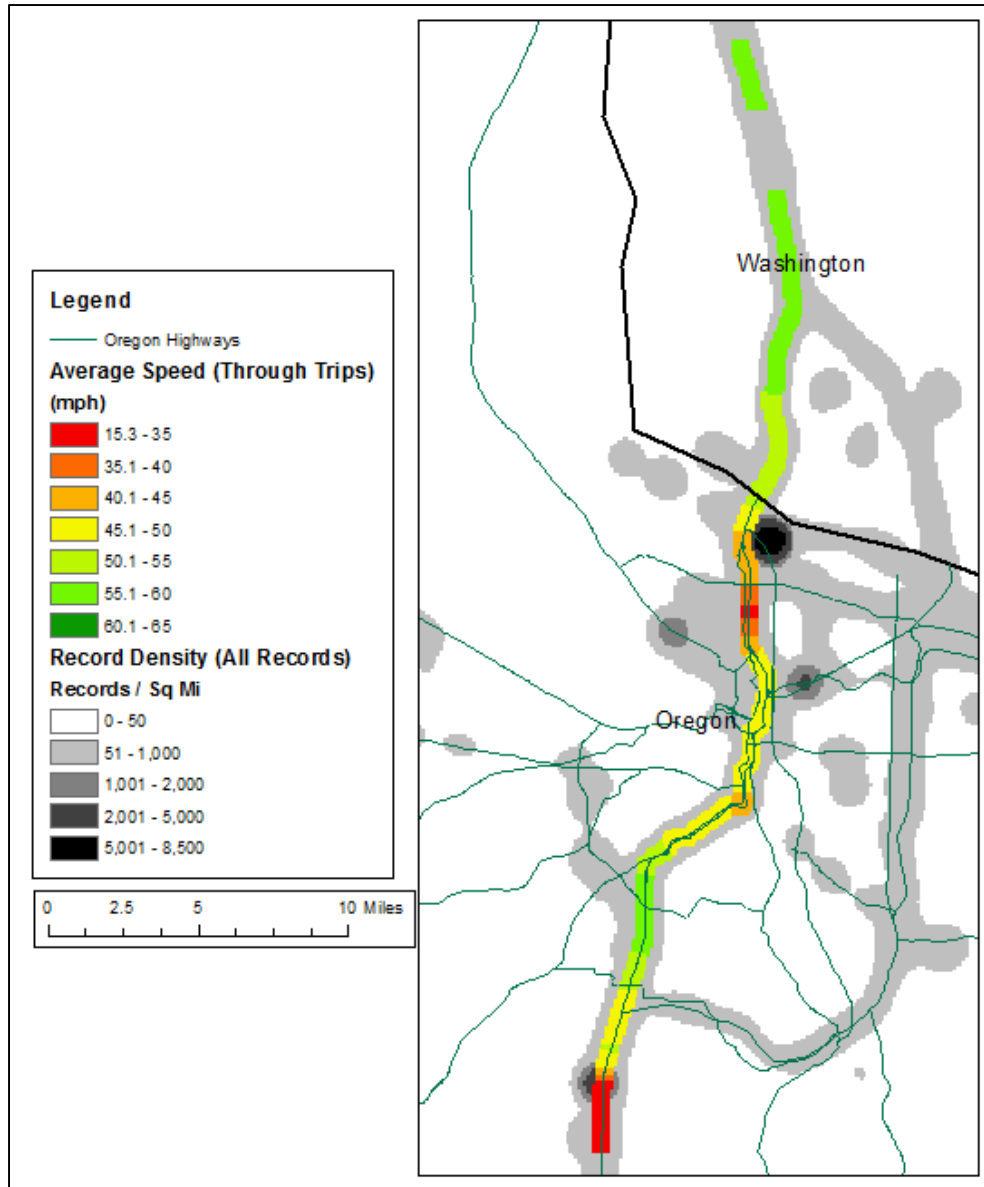 Washington
Legend
Oregon Highways
Average Speed (Through Trips)
(mph)
15.3 - 35
35.1 - 40
40.1 - 45
45.1 - 50
50.1 - 55
55.1 - 60
60.1 - 65
Record Density (All Records)
Records / Sq Mi
0 - 50
51 - 1,000
1,001 - 2,000
2,001 - 5,000
5,001 - 8,500
Oregon
0 2.5 5 10 Miles